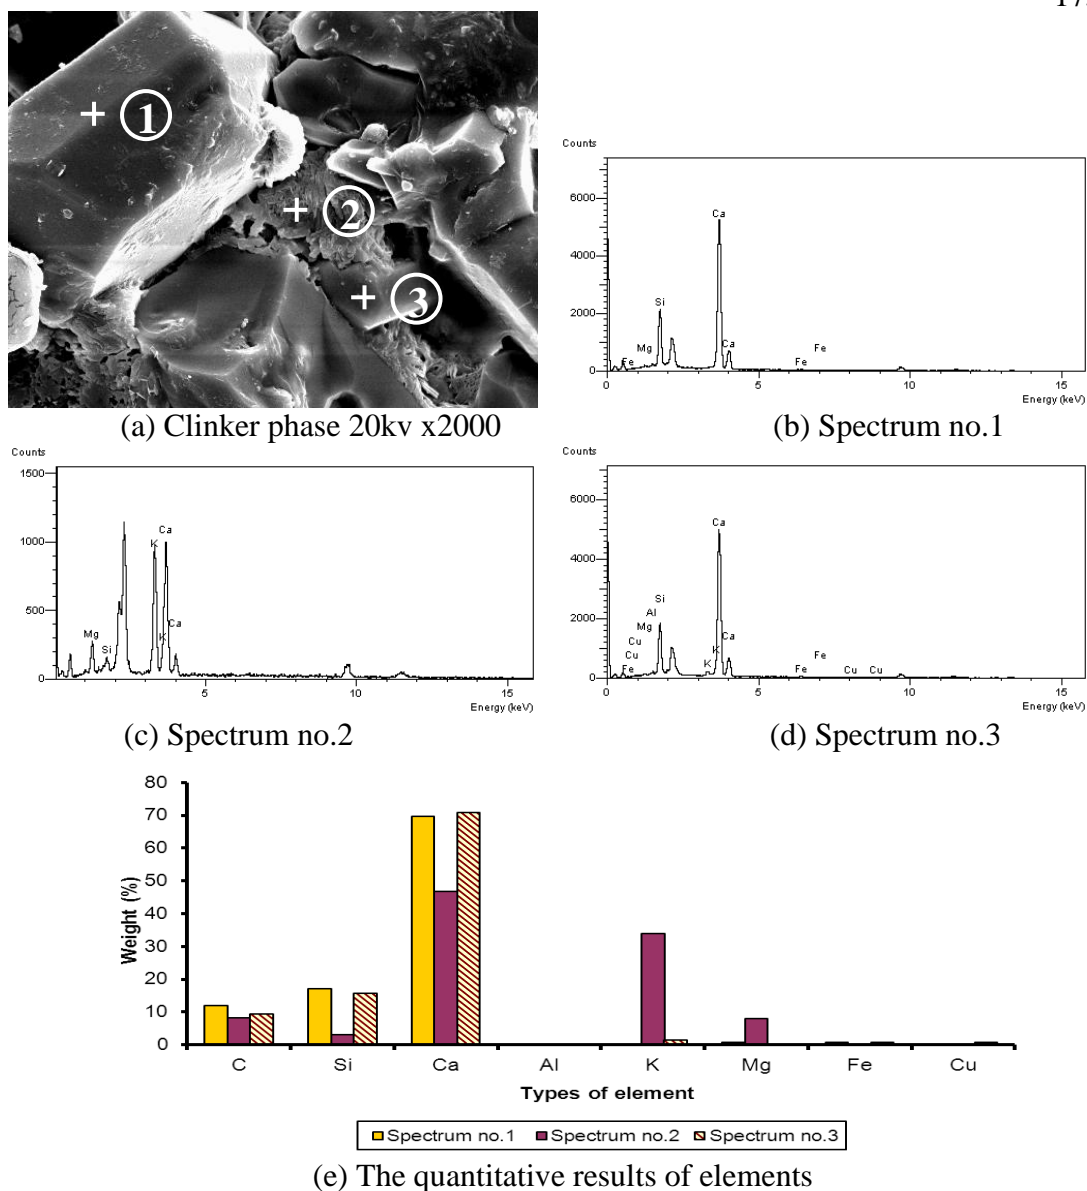 1
2
3
(a) Clinker phase 20kv x2000
Counts
6000
4000
2000
0
Ca
Si
Ca
Mg
Fe
Fe
Fe
0
5
10
15
Energy (keV)
(b) Spectrum no.1
Counts
1500
1000
500
0
Ca
K
Ca
K
Mg
Si
5
10
15
Energy (keV)
(c) Spectrum no.2
Counts
6000
4000
2000
0
Ca
Si
Al
Mg
Cu
Cu
Fe
Ca
K
K
Fe
Fe
Cu
Cu
0
5
10
15
Energy (keV)
(d) Spectrum no.3
Weight (%)
80
70
60
50
40
30
20
10
0
C Si Ca Al K Mg Fe Cu
Types of element
Spectrum no.1 Spectrum no.2 Spectrum no.3
(e) The quantitative results of elements